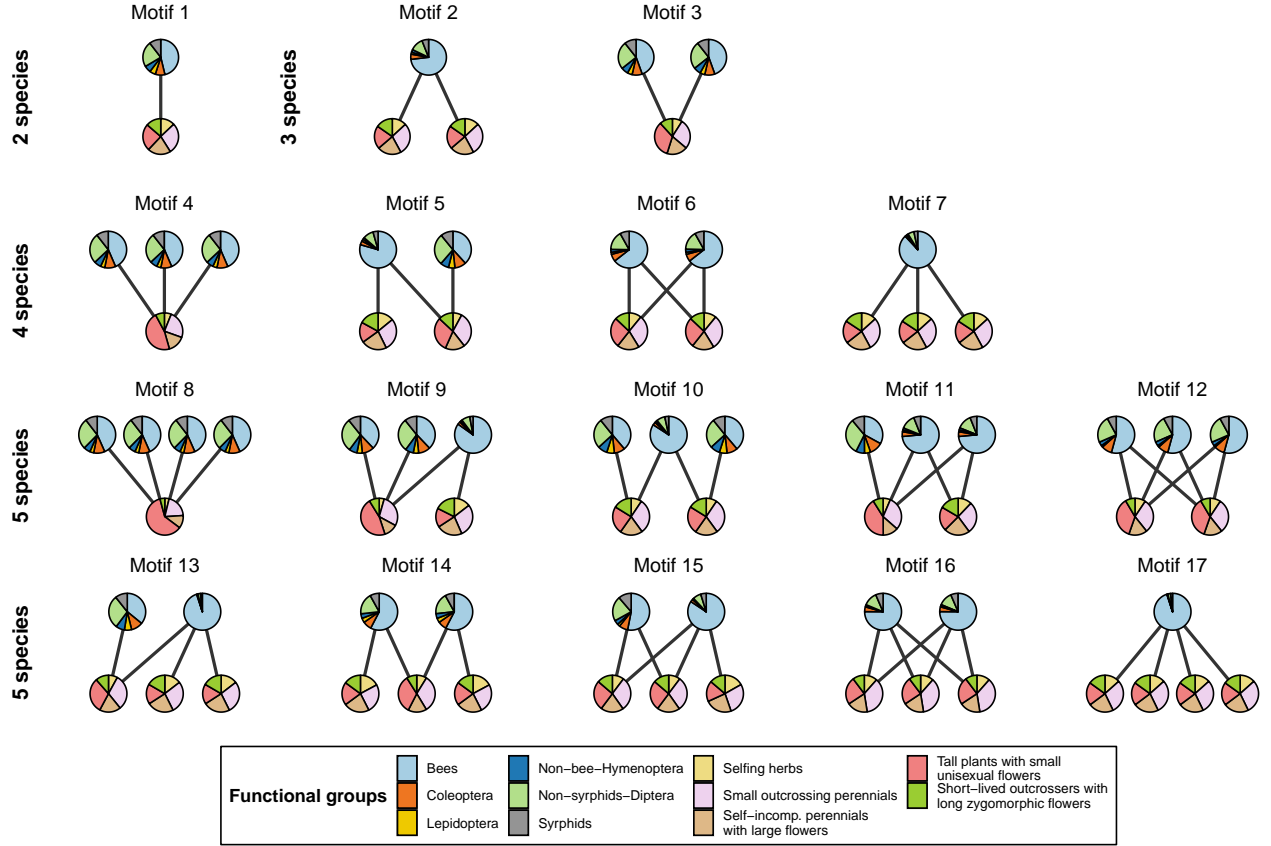 Motif 1
Motif 2
Motif 3
2 species
3 species
Motif 4
Motif 5
Motif 6
Motif 7
4 species
Motif 8
Motif 9
Motif 10
Motif 11
Motif 12
5 species
Motif 13
Motif 14
Motif 15
Motif 16
Motif 17
5 species
Functional groups
Bees
Coleoptera
Lepidoptera
Non−bee−Hymenoptera
Non−syrphids−Diptera
Syrphids
Selfing herbs
Small outcrossing perennials
Self−incomp. perennials
with large flowers
Tall plants with small
unisexual flowers
Short−lived outcrossers with
long zygomorphic flowers